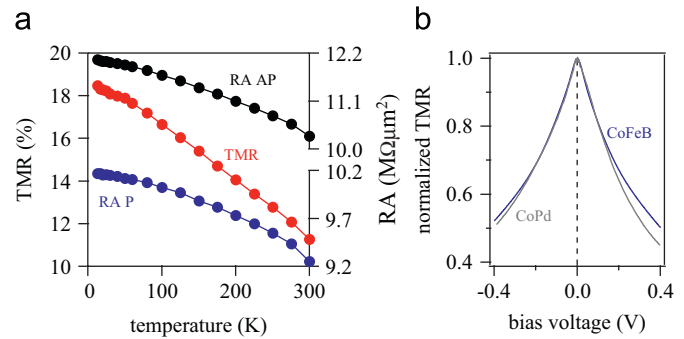 a
20
18
16
14
12
10
TMR (%)
RA AP
TMR
RA P
12.2
11.1
10.0
10.2
9.7
9.2
RA (MΩμm²)
0
100
200
300
temperature (K)
b
1.0
0.8
0.6
0.4
normalized TMR
CoFeB
CoPd
-0.4
0.0
0.4
bias voltage (V)